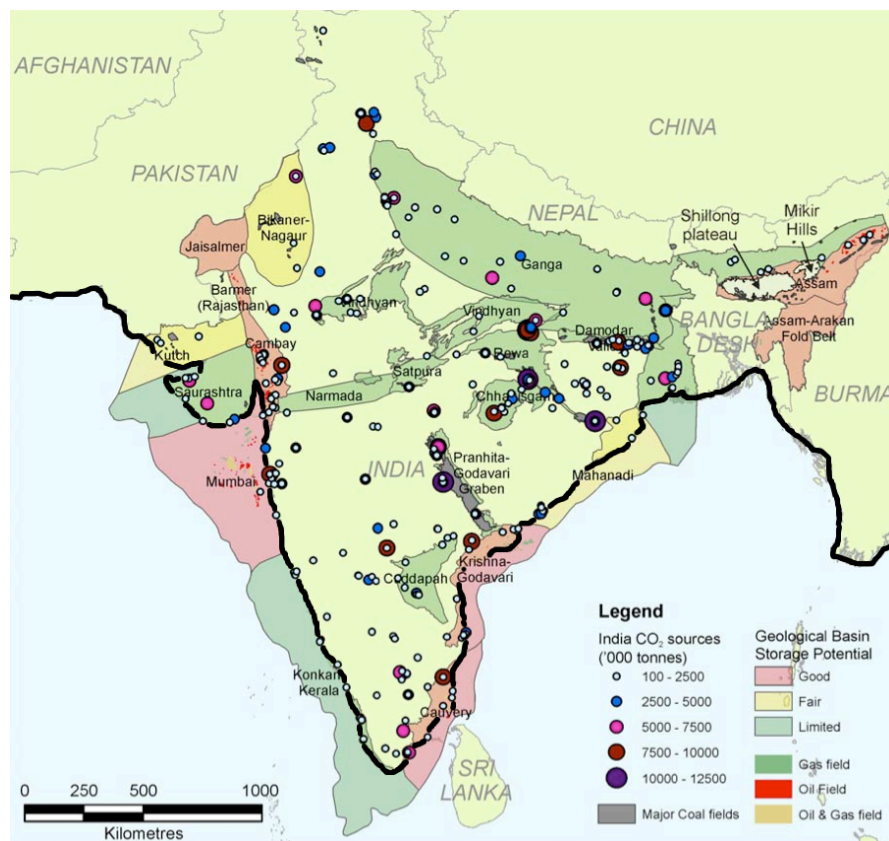 AFGHANISTAN
CHINA
PAKISTAN
NEPAL
Shillong
plateau
Mikir
Hills
Bikaner-
Nagaur
Jaisalmer
Ganga
Barmer
(Rajasthan)
Vindhyan
Vindhyan
Assam
Damodar
Valley
BANGLA
DESH
Assam-Arakan
Fold Belt
Kutch
Cambay
Rewa
Satpura
Saurashtra
Narmada
Chhattisgarh
BURMA
INDIA
Pranhita-
Godavari
Graben
Mahanadi
Mumbai
Krishna-
Godavari
Cuddapah
Konkan
Kerala
Cauvery
SRI
LANKA
Legend
India CO2 sources
('000 tonnes)
100 - 2500
2500 - 5000
5000 - 7500
7500 - 10000
10000 - 12500
Major Coal fields
Geological Basin
Storage Potential
Good
Fair
Limited
Gas field
Oil Field
Oil & Gas field
0 250 500 1000
Kilometres